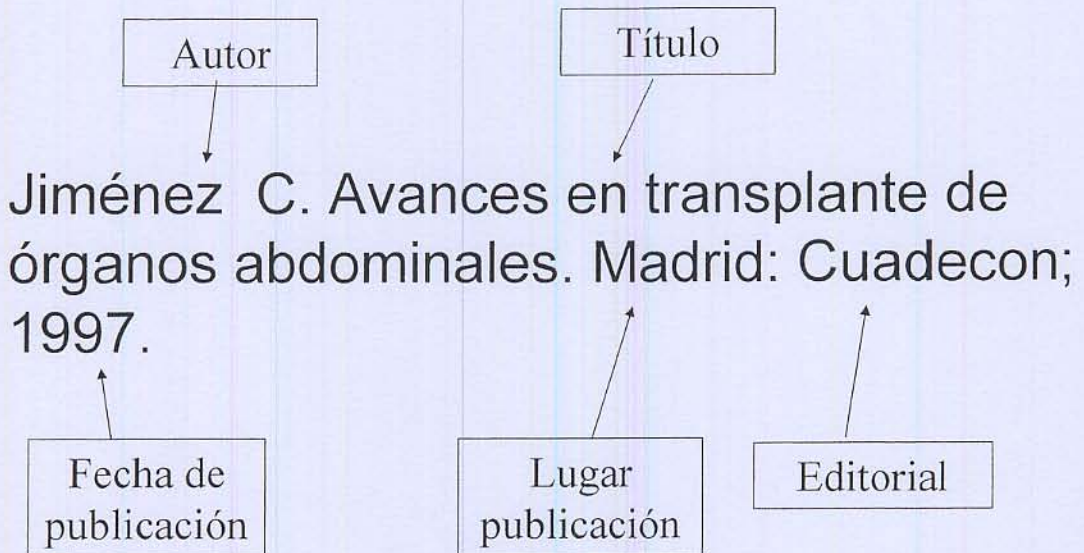 Autor
Título
Jiménez C. Avances en transplante de
órganos abdominales. Madrid: Cuadecon;
1997.
Fecha de
publicación
Lugar
publicación
Editorial